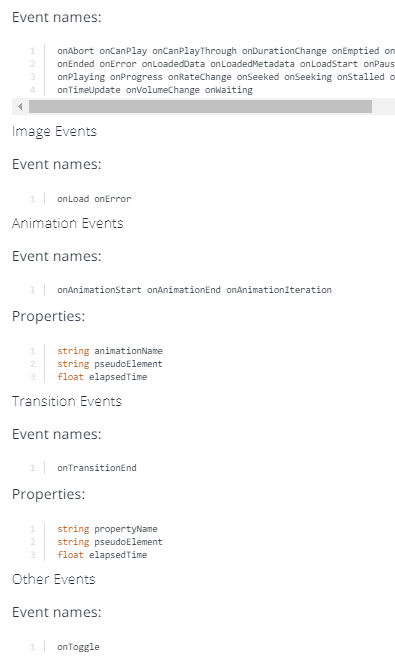 Event names:
1 onAbort onCanPlay onCanPlayThrough onDurationChange onEmptied on
2 onEnded onError onLoadedData onLoadedMetadata onLoadStart onPaus
3 onPlaying onProgress onRateChange onSeeked onSeeking onStalled o
4 onTimeUpdate onVolumeChange onWaiting
Image Events
Event names:
1 onLoad onError
Animation Events
Event names:
1 onAnimationStart onAnimationEnd onAnimationIteration
Properties:
1 string animationName
2 string pseudoElement
3 float elapsedTime
Transition Events
Event names:
1 onTransitionEnd
Properties:
1 string propertyName
2 string pseudoElement
3 float elapsedTime
Other Events
Event names:
1 onToggle